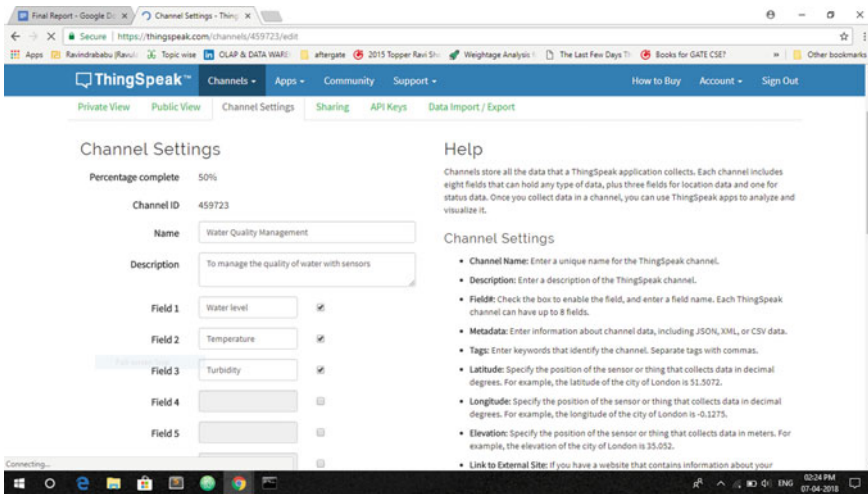 Final Report - Google Do
Channel Settings - Thing
Secure | https://thingspeak.com/channels/459723/edit
Apps
Ravindrababu (Ravul
Topic wise
OLAP & DATA WARE
aftergate
2015 Topper Ravi Sh
Weightage Analysis
The Last Few Days T
Books for GATE CSE?
»
Other bookmarks
ThingSpeak™
Channels
Apps
Community
Support
How to Buy
Account
Sign Out
Private View
Public View
Channel Settings
Sharing
API Keys
Data Import / Export
Channel Settings
Percentage complete 50%
Channel ID 459723
Name Water Quality Management
Description To manage the quality of water with sensors
Field 1 Water level
Field 2 Temperature
Field 3 Turbidity
Field 4
Field 5
Help
Channels store all the data that a ThingSpeak application collects. Each channel includes
eight fields that can hold any type of data, plus three fields for location data and one for
status data. Once you collect data in a channel, you can use ThingSpeak apps to analyze and
visualize it.
Channel Settings
• Channel Name: Enter a unique name for the ThingSpeak channel.
• Description: Enter a description of the ThingSpeak channel.
• Field#: Check the box to enable the field, and enter a field name. Each ThingSpeak
channel can have up to 8 fields.
• Metadata: Enter information about channel data, including JSON, XML, or CSV data.
• Tags: Enter keywords that identify the channel. Separate tags with commas.
• Latitude: Specify the position of the sensor or thing that collects data in decimal
degrees. For example, the latitude of the city of London is 51.5072.
• Longitude: Specify the position of the sensor or thing that collects data in decimal
degrees. For example, the longitude of the city of London is -0.1275.
• Elevation: Specify the position of the sensor or thing that collects data in meters. For
example, the elevation of the city of London is 35.052.
• Link to External Site: If you have a website that contains information about your
Connecting...
ENG
02:24 PM
07-04-2018